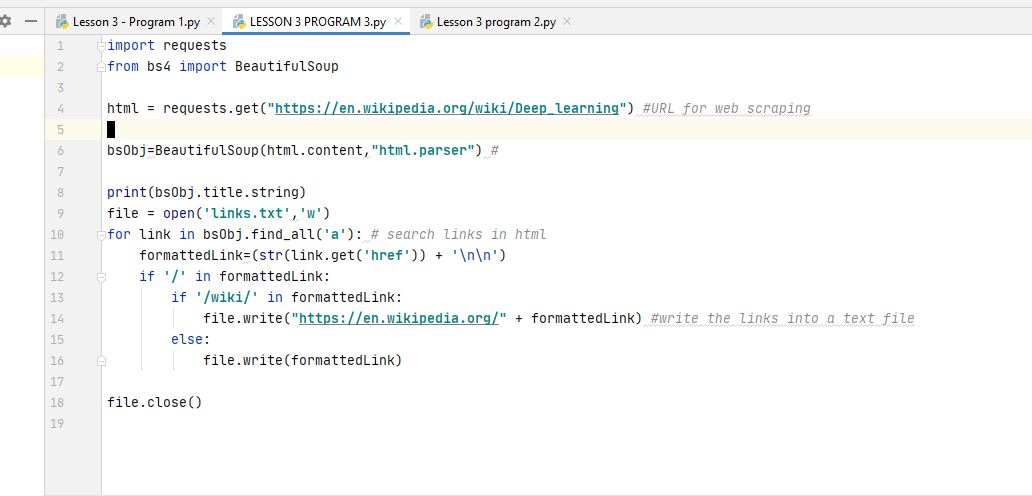 Lesson 3 - Program 1.py × LESSON 3 PROGRAM 3.py × Lesson 3 program 2.py ×
1 import requests
2 from bs4 import BeautifulSoup
3
4 html = requests.get("https://en.wikipedia.org/wiki/Deep_learning") #URL for web scraping
5
6 bsObj=BeautifulSoup(html.content,"html.parser") #
7
8 print(bsObj.title.string)
9 file = open('links.txt','w')
10 for link in bsObj.find_all('a'): # search links in html
11     formattedLink=(str(link.get('href')) + '\n\n')
12     if '/' in formattedLink:
13         if '/wiki/' in formattedLink:
14             file.write("https://en.wikipedia.org/" + formattedLink) #write the links into a text file
15         else:
16             file.write(formattedLink)
17
18 file.close()
19